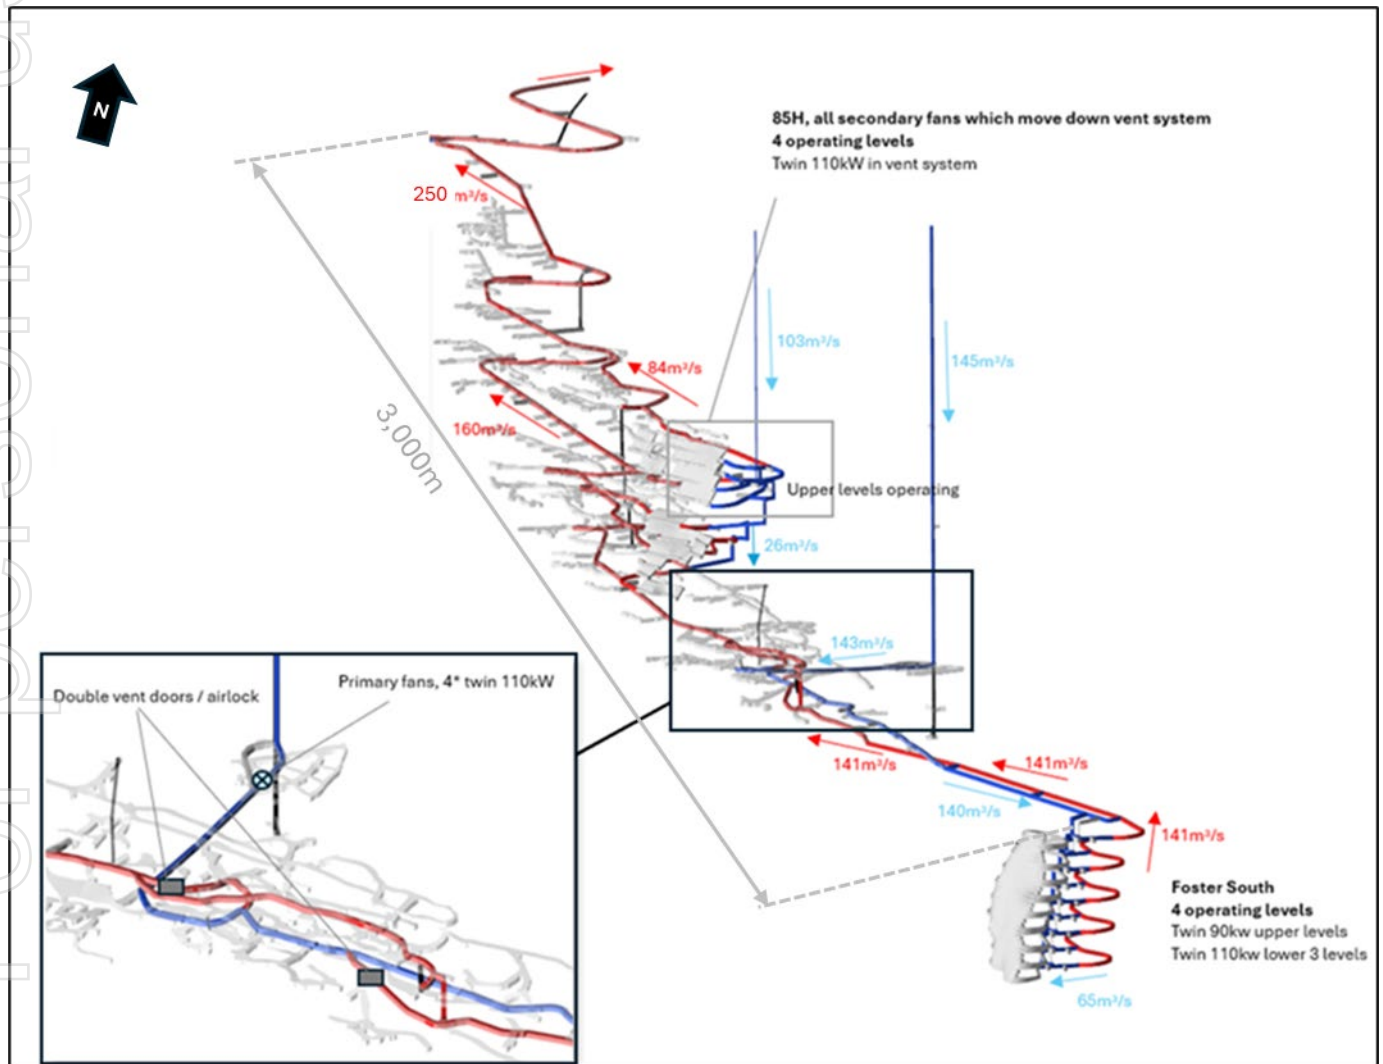 N
85H, all secondary fans which move down vent system
4 operating levels
Twin 110kW in vent system
250 m³/s
103m³/s
145m³/s
84m³/s
160m³/s
3,000m
Upper levels operating
26m³/s
143m³/s
Double vent doors / airlock
Primary fans, 4* twin 110kW
141m³/s
141m³/s
140m³/s
141m³/s
Foster South
4 operating levels
Twin 90kw upper levels
Twin 110kw lower 3 levels
65m³/s